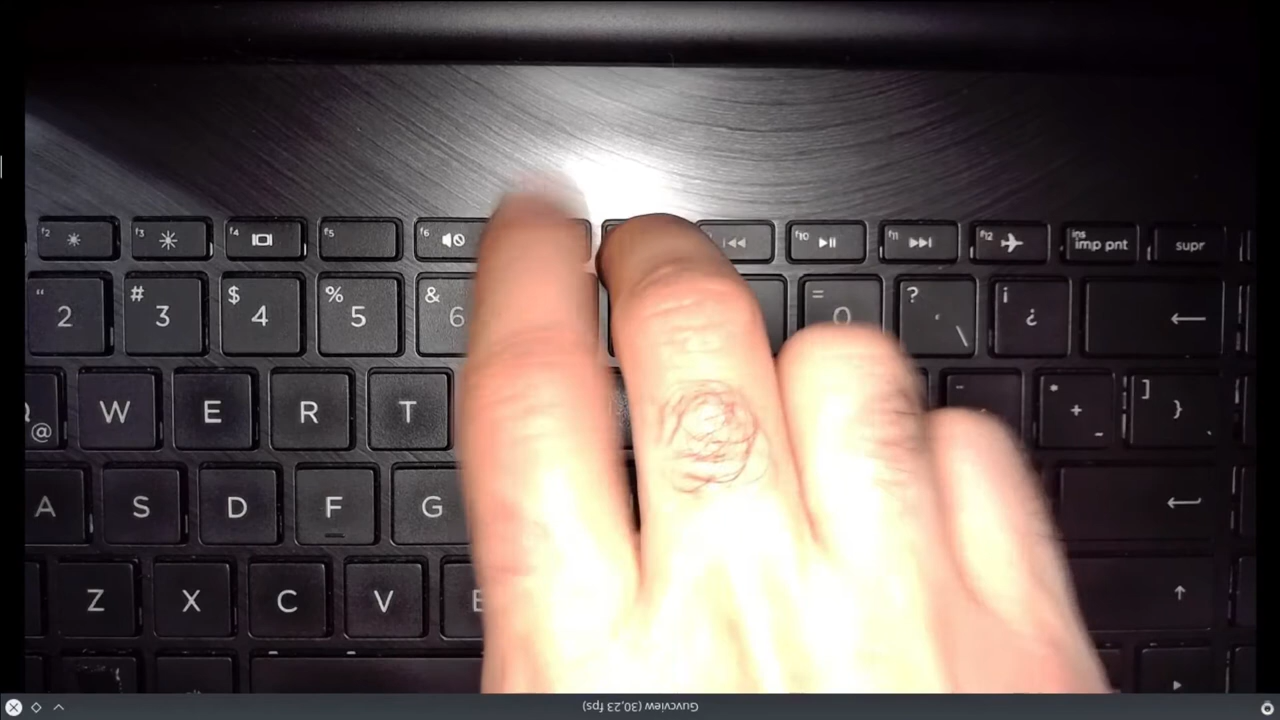 f2 f3 f4 f5 f6 f10 f11 f12 ins imp pnt supr
" 2 # 3 $ 4 % 5 & 6 = 0 ? ' \ ¡ ¿ ←
@ W E R T * + ] }
A S D F G
Z X C V ↑
Guvcview (30,23 fps)